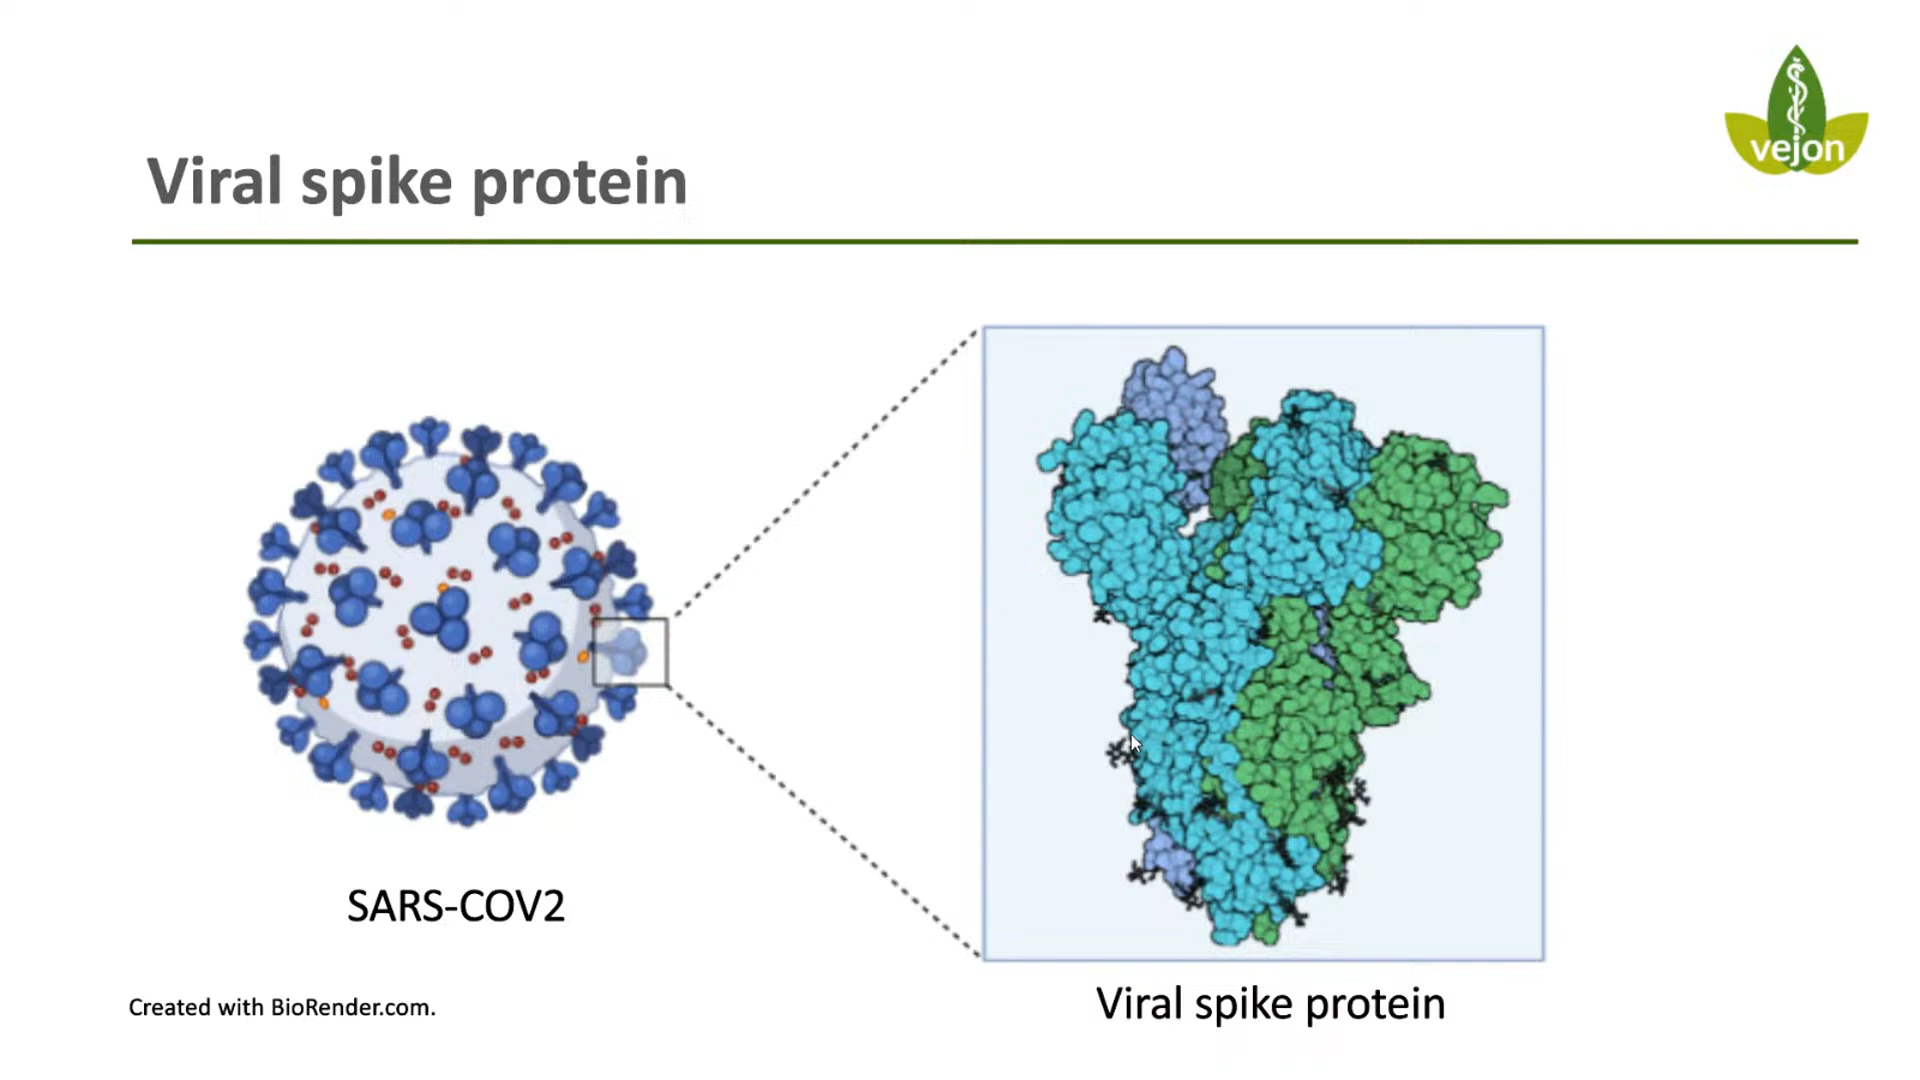 vejon
Viral spike protein
SARS-COV2
Viral spike protein
Created with BioRender.com.